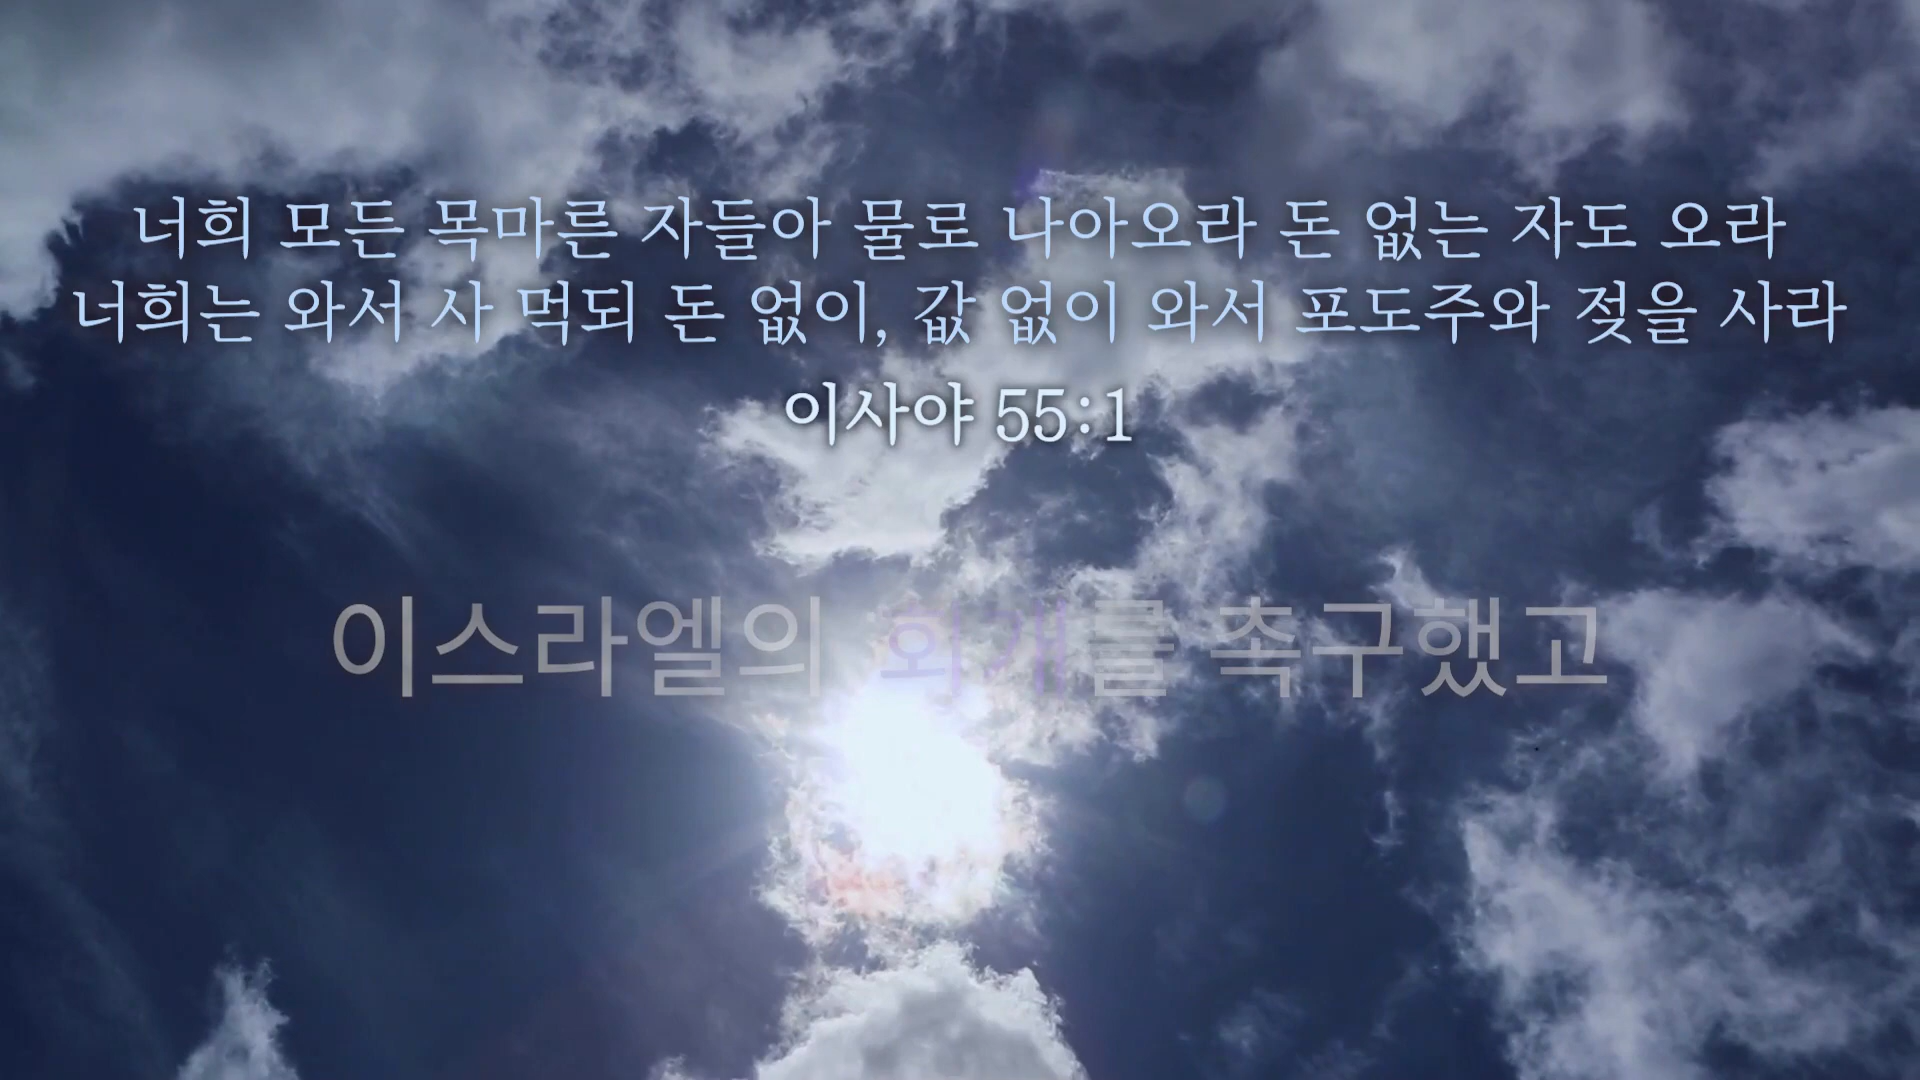 너희 모든 목마른 자들아 물로 나아오라 돈 없는 자도 오라
너희는 와서 사 먹되 돈 없이, 값 없이 와서 포도주와 젖을 사라
이사야 55:1
이스라엘의 회개를 촉구했고